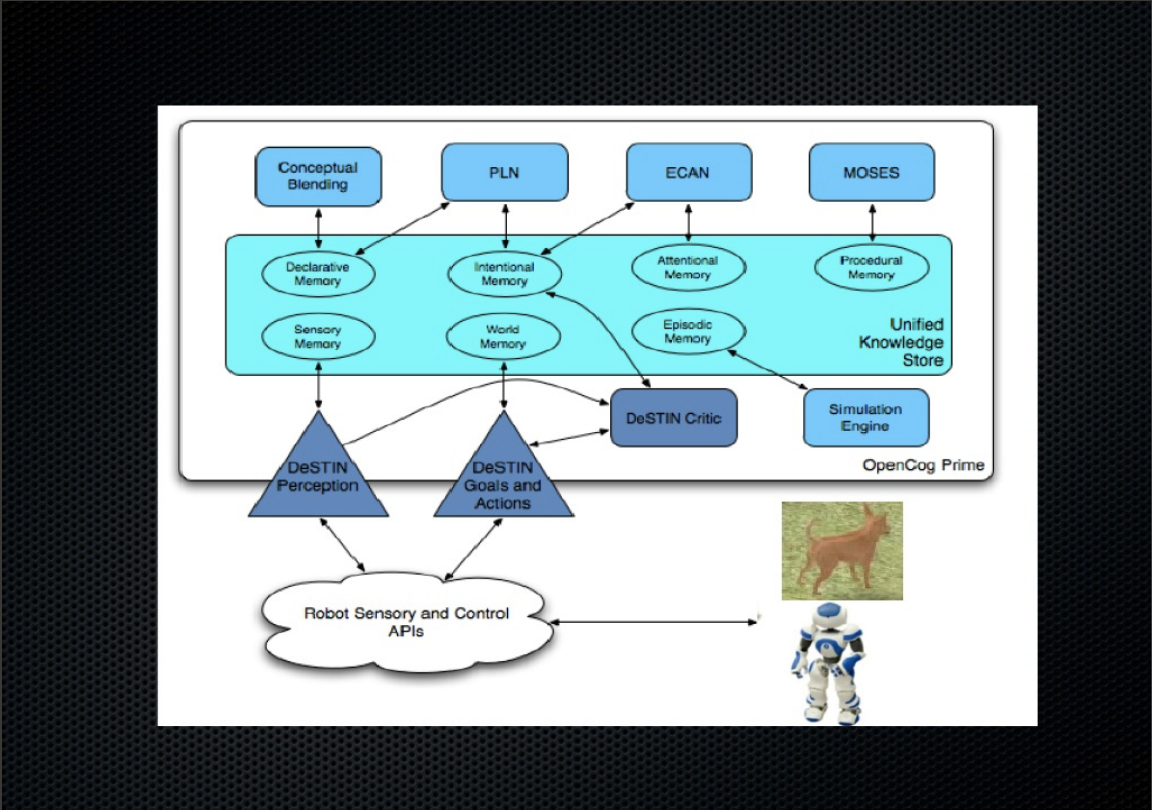 Conceptual
Blending
PLN
ECAN
MOSES
Declarative
Memory
Intentional
Memory
Attentional
Memory
Procedural
Memory
Sensory
Memory
World
Memory
Episodic
Memory
Unified
Knowledge
Store
DeSTIN Critic
Simulation
Engine
DeSTIN
Perception
DeSTIN
Goals and
Actions
OpenCog Prime
Robot Sensory and Control
APIs